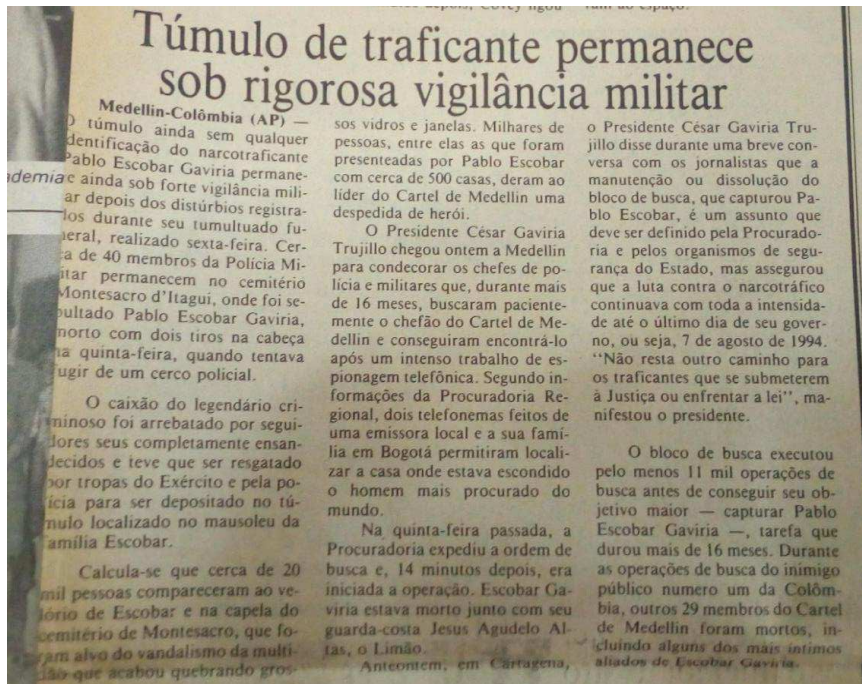 ram ao espaço.
Túmulo de traficante permanece
sob rigorosa vigilância militar
Medellin-Colômbia (AP) —
O túmulo ainda sem qualquer
dentificação do narcotraficante
Pablo Escobar Gaviria permane-
e ainda sob forte vigilância mili-
ar depois dos distúrbios registra-
los durante seu tumultuado fu-
neral, realizado sexta-feira. Cer-
a de 40 membros da Polícia Mi-
itar permanecem no cemitério
Montesacro d'Itagui, onde foi se-
pultado Pablo Escobar Gaviria,
morto com dois tiros na cabeça
na quinta-feira, quando tentava
fugir de um cerco policial.
O caixão do legendário cri-
minoso foi arrebatado por segui-
dores seus completamente ensan-
decidos e teve que ser resgatado
por tropas do Exército e pela po-
ícia para ser depositado no tú-
mulo localizado no mausoleu da
família Escobar.
Calcula-se que cerca de 20
mil pessoas compareceram ao ve-
lório de Escobar e na capela do
cemitério de Montesacro, que fo-
ram alvo do vandalismo da multi-
dão que acabou quebrando gros-
sos vidros e janelas. Milhares de
pessoas, entre elas as que foram
presenteadas por Pablo Escobar
com cerca de 500 casas, deram ao
líder do Cartel de Medellin uma
despedida de herói.
O Presidente César Gaviria
Trujillo chegou ontem a Medellin
para condecorar os chefes de po-
lícia e militares que, durante mais
de 16 meses, buscaram paciente-
mente o chefão do Cartel de Me-
dellin e conseguiram encontrá-lo
após um intenso trabalho de es-
pionagem telefônica. Segundo in-
formações da Procuradoria Re-
gional, dois telefonemas feitos de
uma emissora local e a sua famí-
lia em Bogotá permitiram locali-
zar a casa onde estava escondido
o homem mais procurado do
mundo.
Na quinta-feira passada, a
Procuradoria expediu a ordem de
busca e, 14 minutos depois, era
iniciada a operação. Escobar Ga-
viria estava morto junto com seu
guarda-costa Jesus Agudelo Al-
tas, o Limão.
Anteontem, em Cartagena,
o Presidente César Gaviria Tru-
jillo disse durante uma breve con-
versa com os jornalistas que a
manutenção ou dissolução do
bloco de busca, que capturou Pa-
blo Escobar, é um assunto que
deve ser definido pela Procurado-
ria e pelos organismos de segu-
rança do Estado, mas assegurou
que a luta contra o narcotráfico
continuava com toda a intensida-
de até o último dia de seu gover-
no, ou seja, 7 de agosto de 1994.
"Não resta outro caminho para
os traficantes que se submeterem
à Justiça ou enfrentar a lei", ma-
nifestou o presidente.
O bloco de busca executou
pelo menos 11 mil operações de
busca antes de conseguir seu ob-
jetivo maior — capturar Pablo
Escobar Gaviria —, tarefa que
durou mais de 16 meses. Durante
as operações de busca do inimigo
público numero um da Colôm-
bia, outros 29 membros do Cartel
de Medellin foram mortos, in-
cluindo alguns dos mais íntimos
aliados de Escobar Gaviria.
ademia